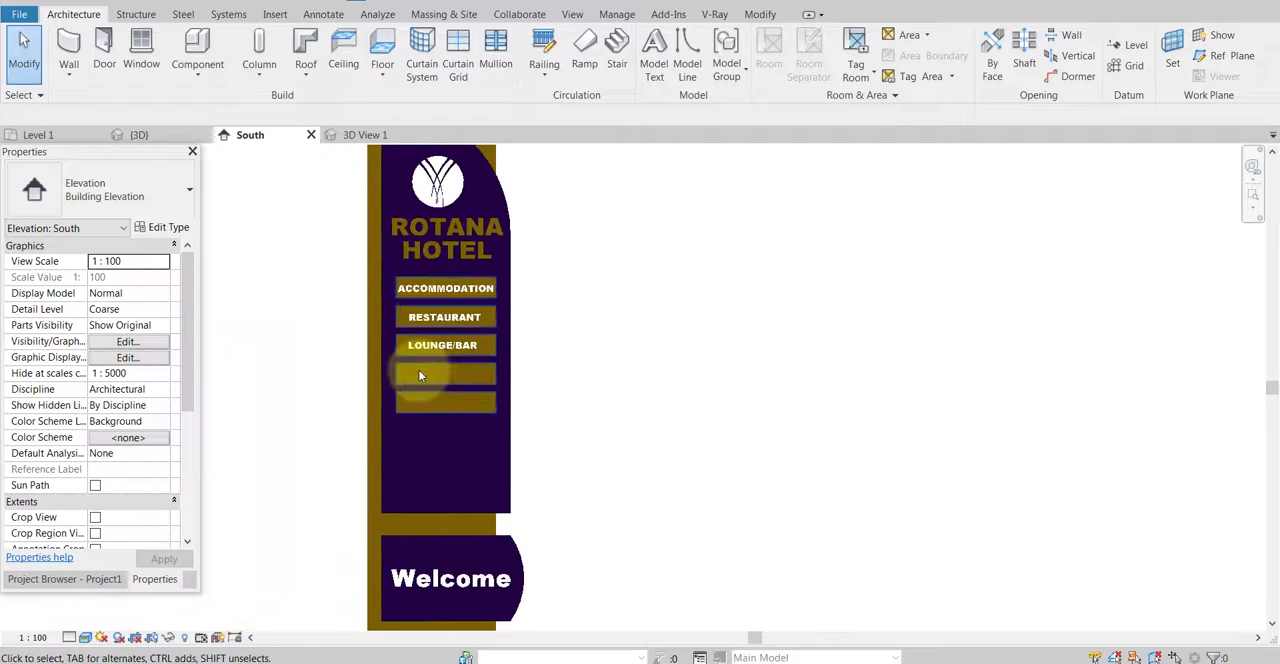 File
Architecture
Structure
Steel
Systems
Insert
Annotate
Analyze
Massing & Site
Collaborate
View
Manage
Add-Ins
V-Ray
Modify
Modify
Wall
Door
Window
Component
Column
Roof
Ceiling
Floor
Curtain System
Curtain Grid
Mullion
Railing
Ramp
Stair
Model Text
Model Line
Model Group
Room
Room Separator
Tag Room
Area
Area Boundary
Tag Area
By Face
Shaft
Wall
Vertical
Dormer
Level
Grid
Set
Show
Ref Plane
Viewer
Select
Build
Circulation
Model
Room & Area
Opening
Datum
Work Plane
Level 1
{3D}
South
3D View 1
Properties
Elevation
Building Elevation
Elevation: South
Edit Type
Graphics
View Scale 1 : 100
Scale Value 1: 100
Display Model Normal
Detail Level Coarse
Parts Visibility Show Original
Visibility/Graph... Edit...
Graphic Display... Edit...
Hide at scales c... 1 : 5000
Discipline Architectural
Show Hidden Li... By Discipline
Color Scheme L... Background
Color Scheme <none>
Default Analysi... None
Reference Label
Sun Path
Extents
Crop View
Crop Region Vi...
Properties help
Apply
Project Browser - Project1
Properties
ROTANA
HOTEL
ACCOMMODATION
RESTAURANT
LOUNGE/BAR
Welcome
1 : 100
Click to select, TAB for alternates, CTRL adds, SHIFT unselects.
:0
Main Model
:0